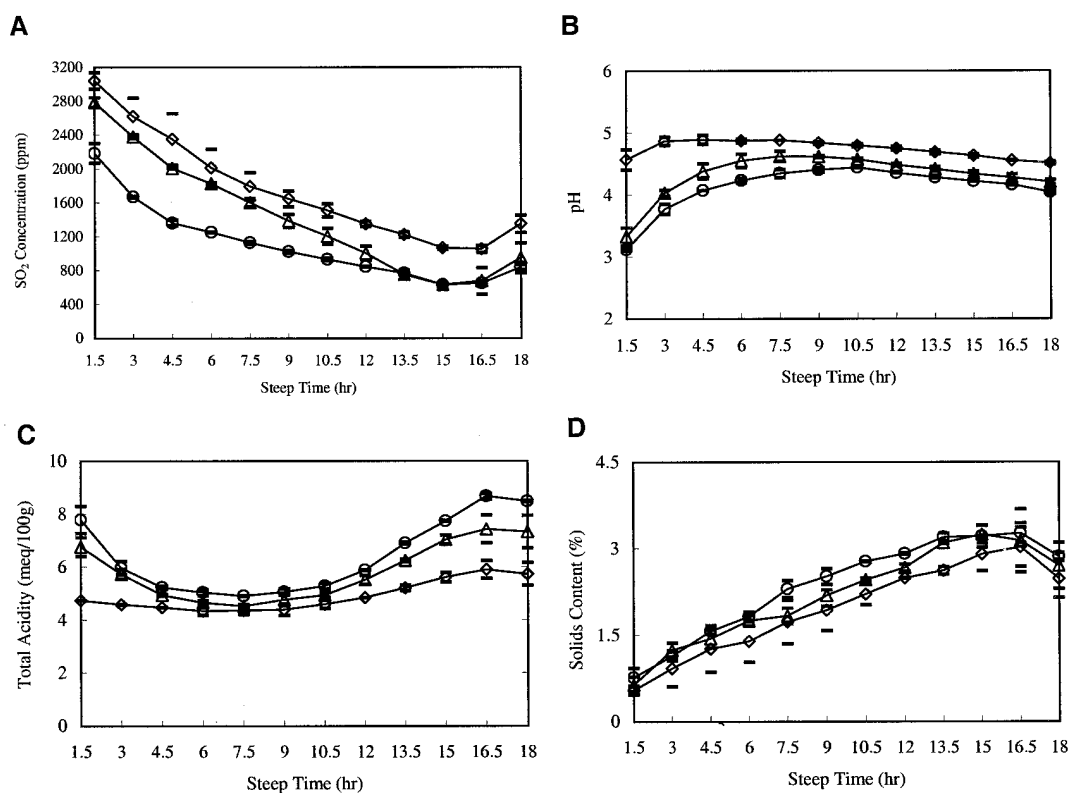 A
B
3200
2800
2400
2000
1600
1200
800
400
0
SO₂ Concentration (ppm)
1.5 3 4.5 6 7.5 9 10.5 12 13.5 15 16.5 18
Steep Time (hr)
6
5
4
3
2
pH
1.5 3 4.5 6 7.5 9 10.5 12 13.5 15 16.5 18
Steep Time (hr)
C
D
10
8
6
4
2
0
Total Acidity (meq/100g)
1.5 3 4.5 6 7.5 9 10.5 12 13.5 15 16.5 18
Steep Time (hr)
4.5
3
1.5
0
Solids Content (%)
1.5 3 4.5 6 7.5 9 10.5 12 13.5 15 16.5 18
Steep Time (hr)